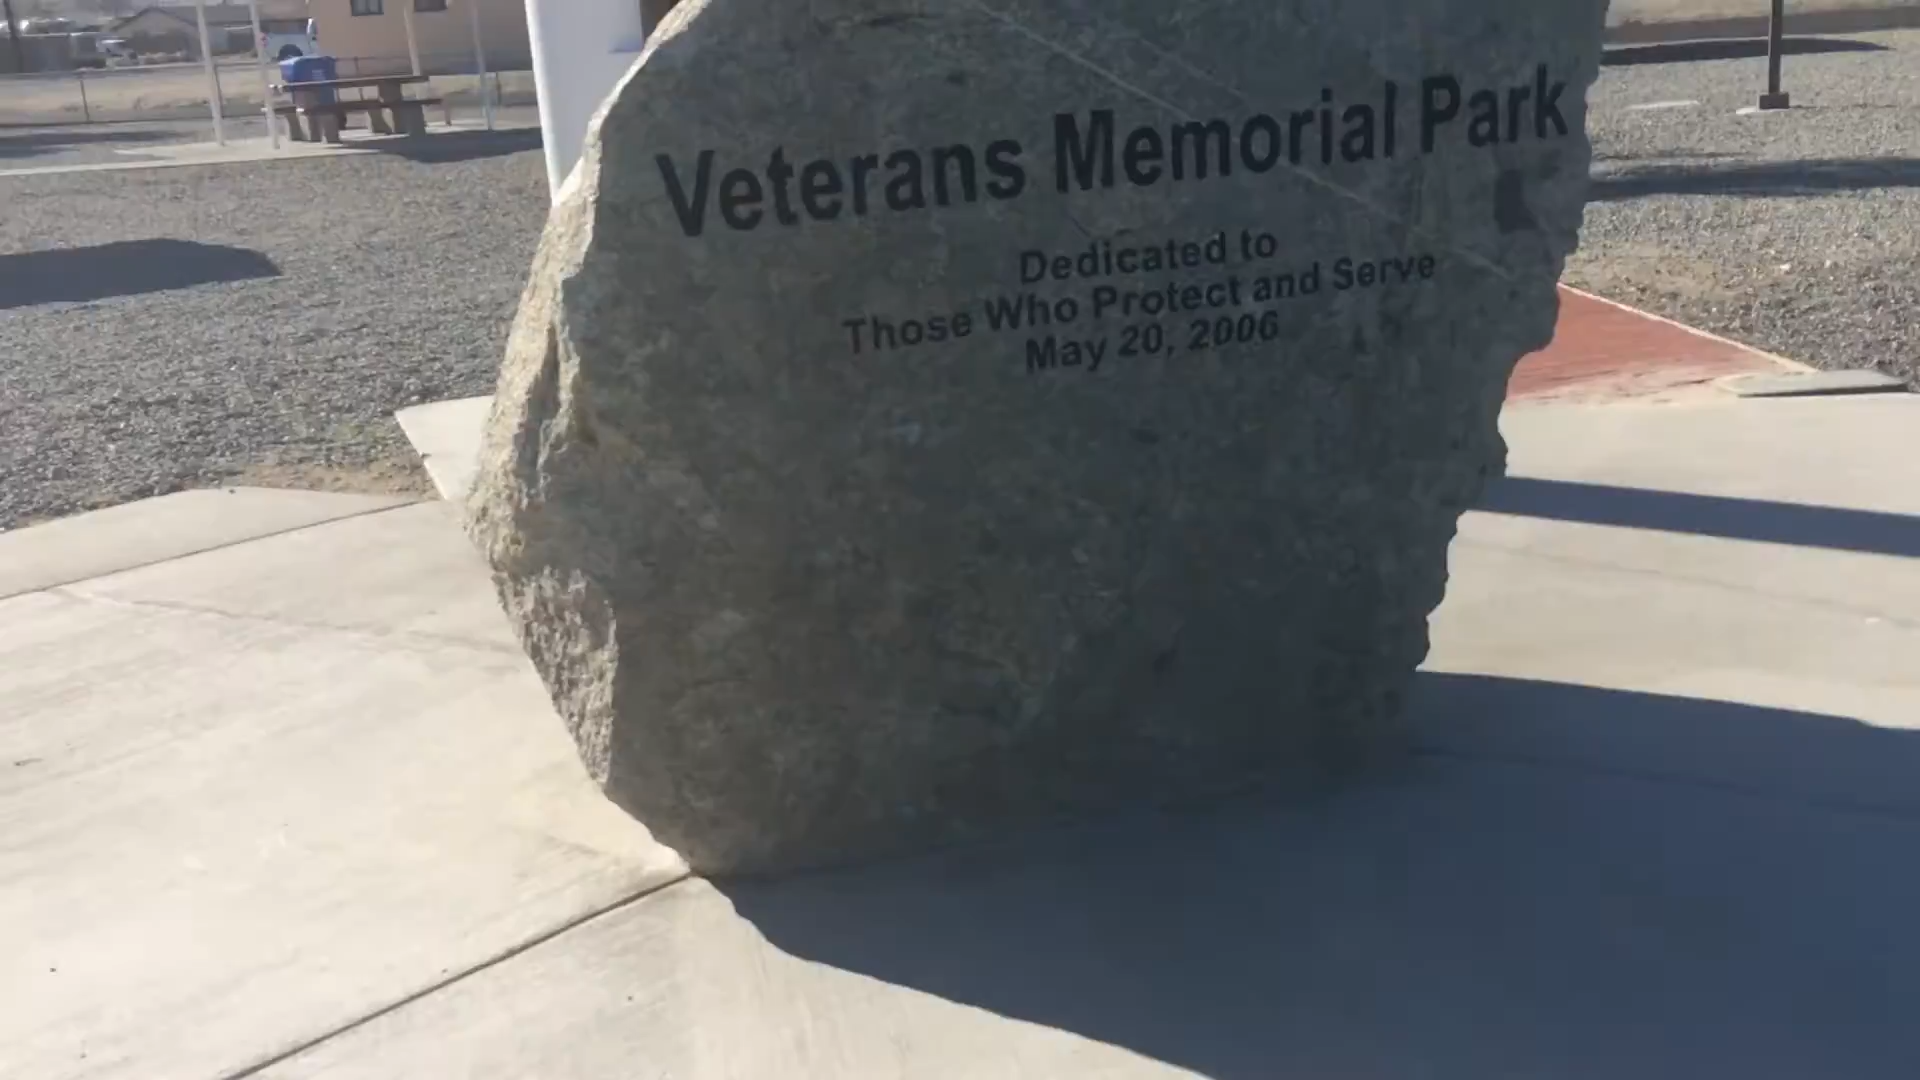 Veterans Memorial Park
Dedicated to
Those Who Protect and Serve
May 20, 2006